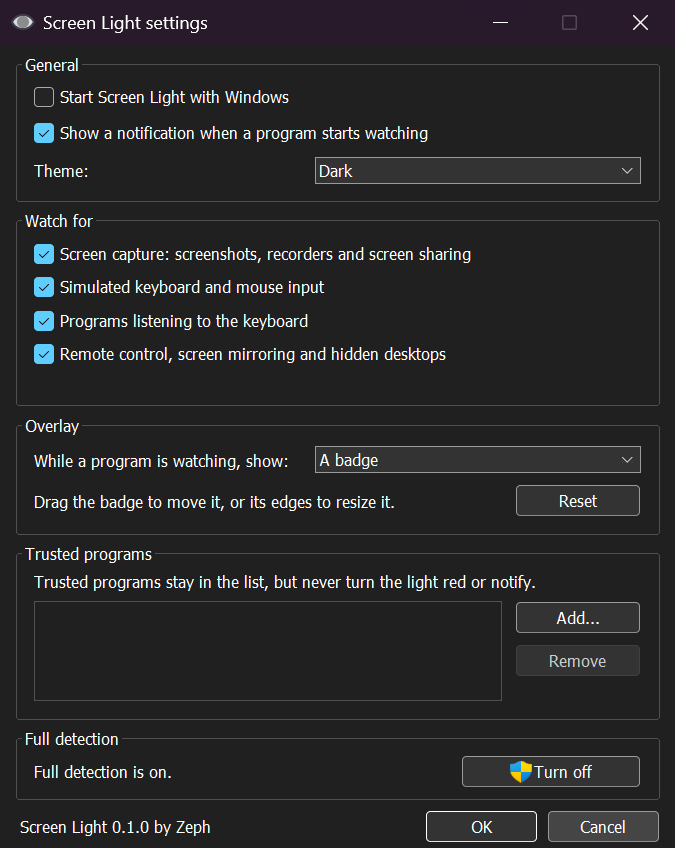 Screen Light settings
General
Start Screen Light with Windows
Show a notification when a program starts watching
Theme: Dark
Watch for
Screen capture: screenshots, recorders and screen sharing
Simulated keyboard and mouse input
Programs listening to the keyboard
Remote control, screen mirroring and hidden desktops
Overlay
While a program is watching, show: A badge
Drag the badge to move it, or its edges to resize it. Reset
Trusted programs
Trusted programs stay in the list, but never turn the light red or notify.
Add...
Remove
Full detection
Full detection is on. Turn off
Screen Light 0.1.0 by Zeph OK Cancel